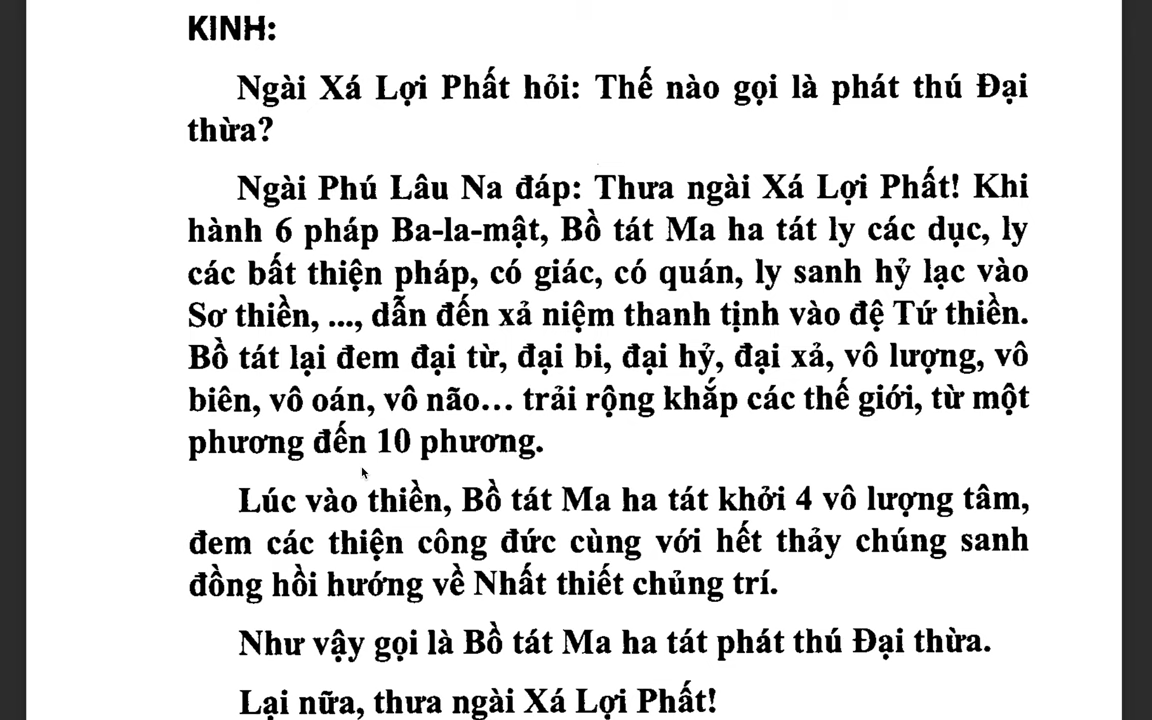 KINH:
Ngài Xá Lợi Phất hỏi: Thế nào gọi là phát thú Đại
thừa?
Ngài Phú Lâu Na đáp: Thưa ngài Xá Lợi Phất! Khi
hành 6 pháp Ba-la-mật, Bồ tát Ma ha tát ly các dục, ly
các bất thiện pháp, có giác, có quán, ly sanh hỷ lạc vào
Sơ thiền, ..., dẫn đến xả niệm thanh tịnh vào đệ Tứ thiền.
Bồ tát lại đem đại từ, đại bi, đại hỷ, đại xả, vô lượng, vô
biên, vô oán, vô não... trải rộng khắp các thế giới, từ một
phương đến 10 phương.
Lúc vào thiền, Bồ tát Ma ha tát khởi 4 vô lượng tâm,
đem các thiện công đức cùng với hết thảy chúng sanh
đồng hồi hướng về Nhất thiết chủng trí.
Như vậy gọi là Bồ tát Ma ha tát phát thú Đại thừa.
Lại nữa, thưa ngài Xá Lợi Phất!